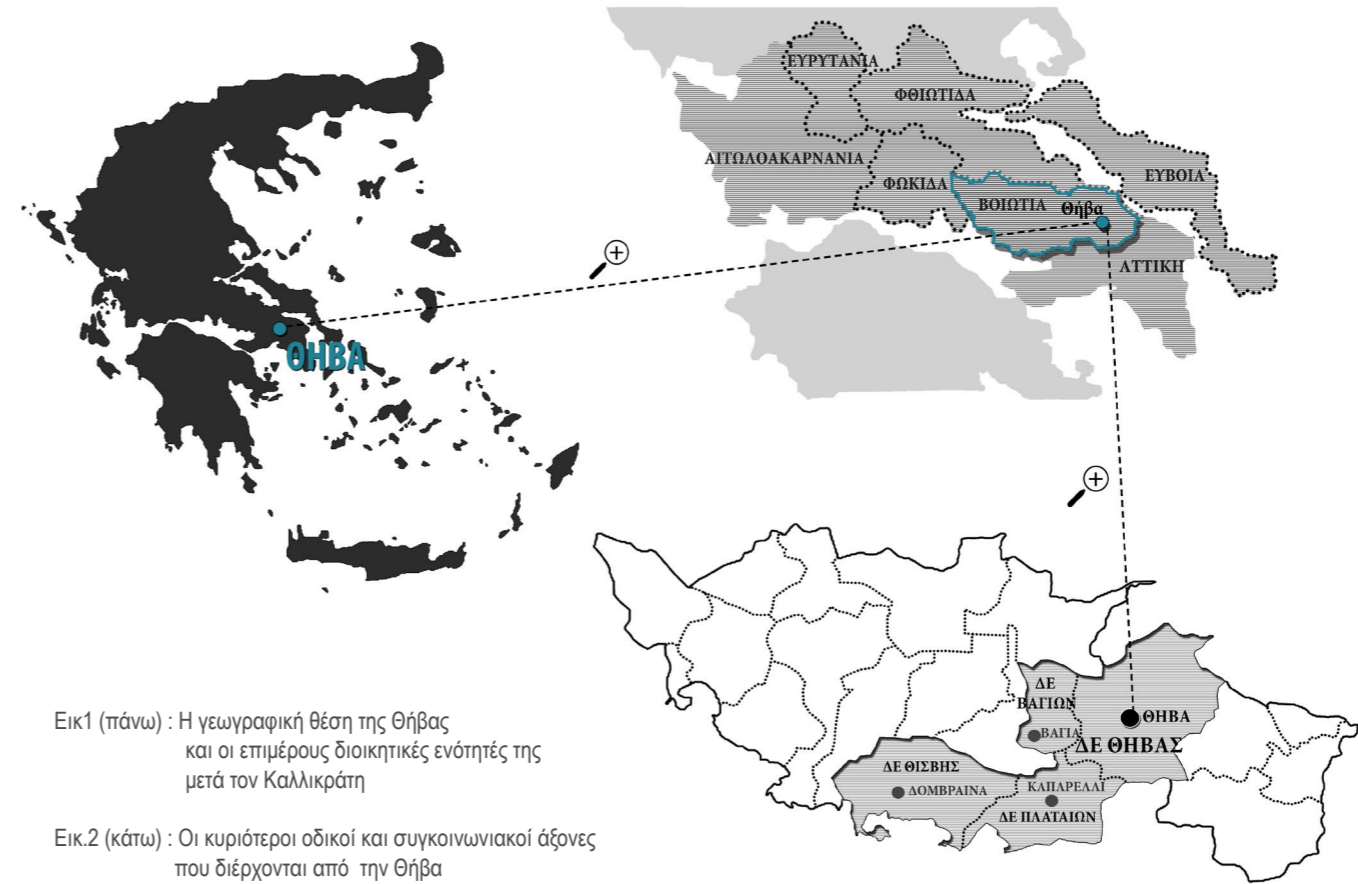 ΘΗΒΑ
ΕΥΡΥΤΑΝΙΑ
ΦΘΙΩΤΙΔΑ
ΑΙΤΩΛΟΑΚΑΡΝΑΝΙΑ
ΦΩΚΙΔΑ
ΕΥΒΟΙΑ
ΒΟΙΩΤΙΑ
Θήβα
ΑΤΤΙΚΗ
ΔΕ
ΒΑΓΙΩΝ
ΒΑΓΙΑ
ΘΗΒΑ
ΔΕ ΘΗΒΑΣ
ΔΕ ΘΙΣΒΗΣ
ΔΟΜΒΡΑΙΝΑ
ΚΑΠΑΡΕΛΛΙ
ΔΕ ΠΛΑΤΑΙΩΝ
Εικ1 (πάνω) : Η γεωγραφική θέση της Θήβας
και οι επιμέρους διοικητικές ενότητές της
μετά τον Καλλικράτη
Εικ.2 (κάτω) : Οι κυριότεροι οδικοί και συγκοινωνιακοί άξονες
που διέρχονται από την Θήβα